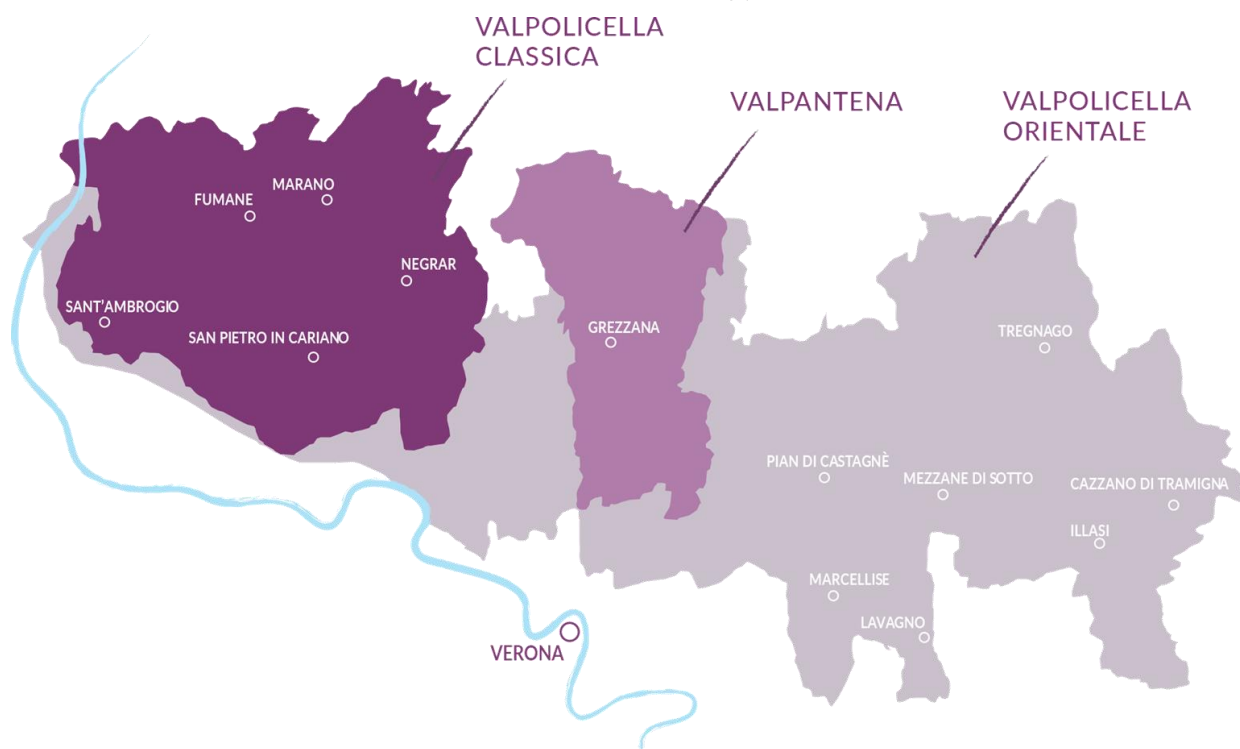 VALPOLICELLA
CLASSICA
VALPANTENA
VALPOLICELLA
ORIENTALE
MARANO
FUMANE
NEGRAR
SANT'AMBROGIO
SAN PIETRO IN CARIANO
GREZZANA
TREGNAGO
PIAN DI CASTAGNÈ
MEZZANE DI SOTTO
CAZZANO DI TRAMIGNA
ILLASI
MARCELLISE
LAVAGNO
VERONA